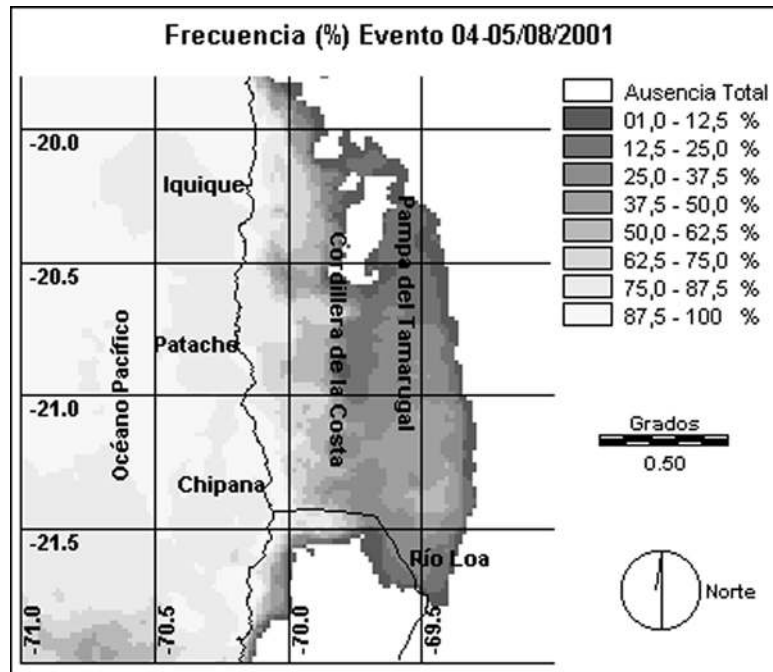 Frecuencia (%) Evento 04-05/08/2001
Ausencia Total
01,0 - 12,5 %
12,5 - 25,0 %
25,0 - 37,5 %
37,5 - 50,0 %
50,0 - 62,5 %
62,5 - 75,0 %
75,0 - 87,5 %
87,5 - 100 %
-20.0
Iquique
-20.5
Océano Pacífico
Cordillera de la Costa
Pampa del Tamarugal
Patache
-21.0
Chipana
-21.5
Río Loa
-71.0
-70.5
-70.0
-69.5
Grados
0.50
Norte